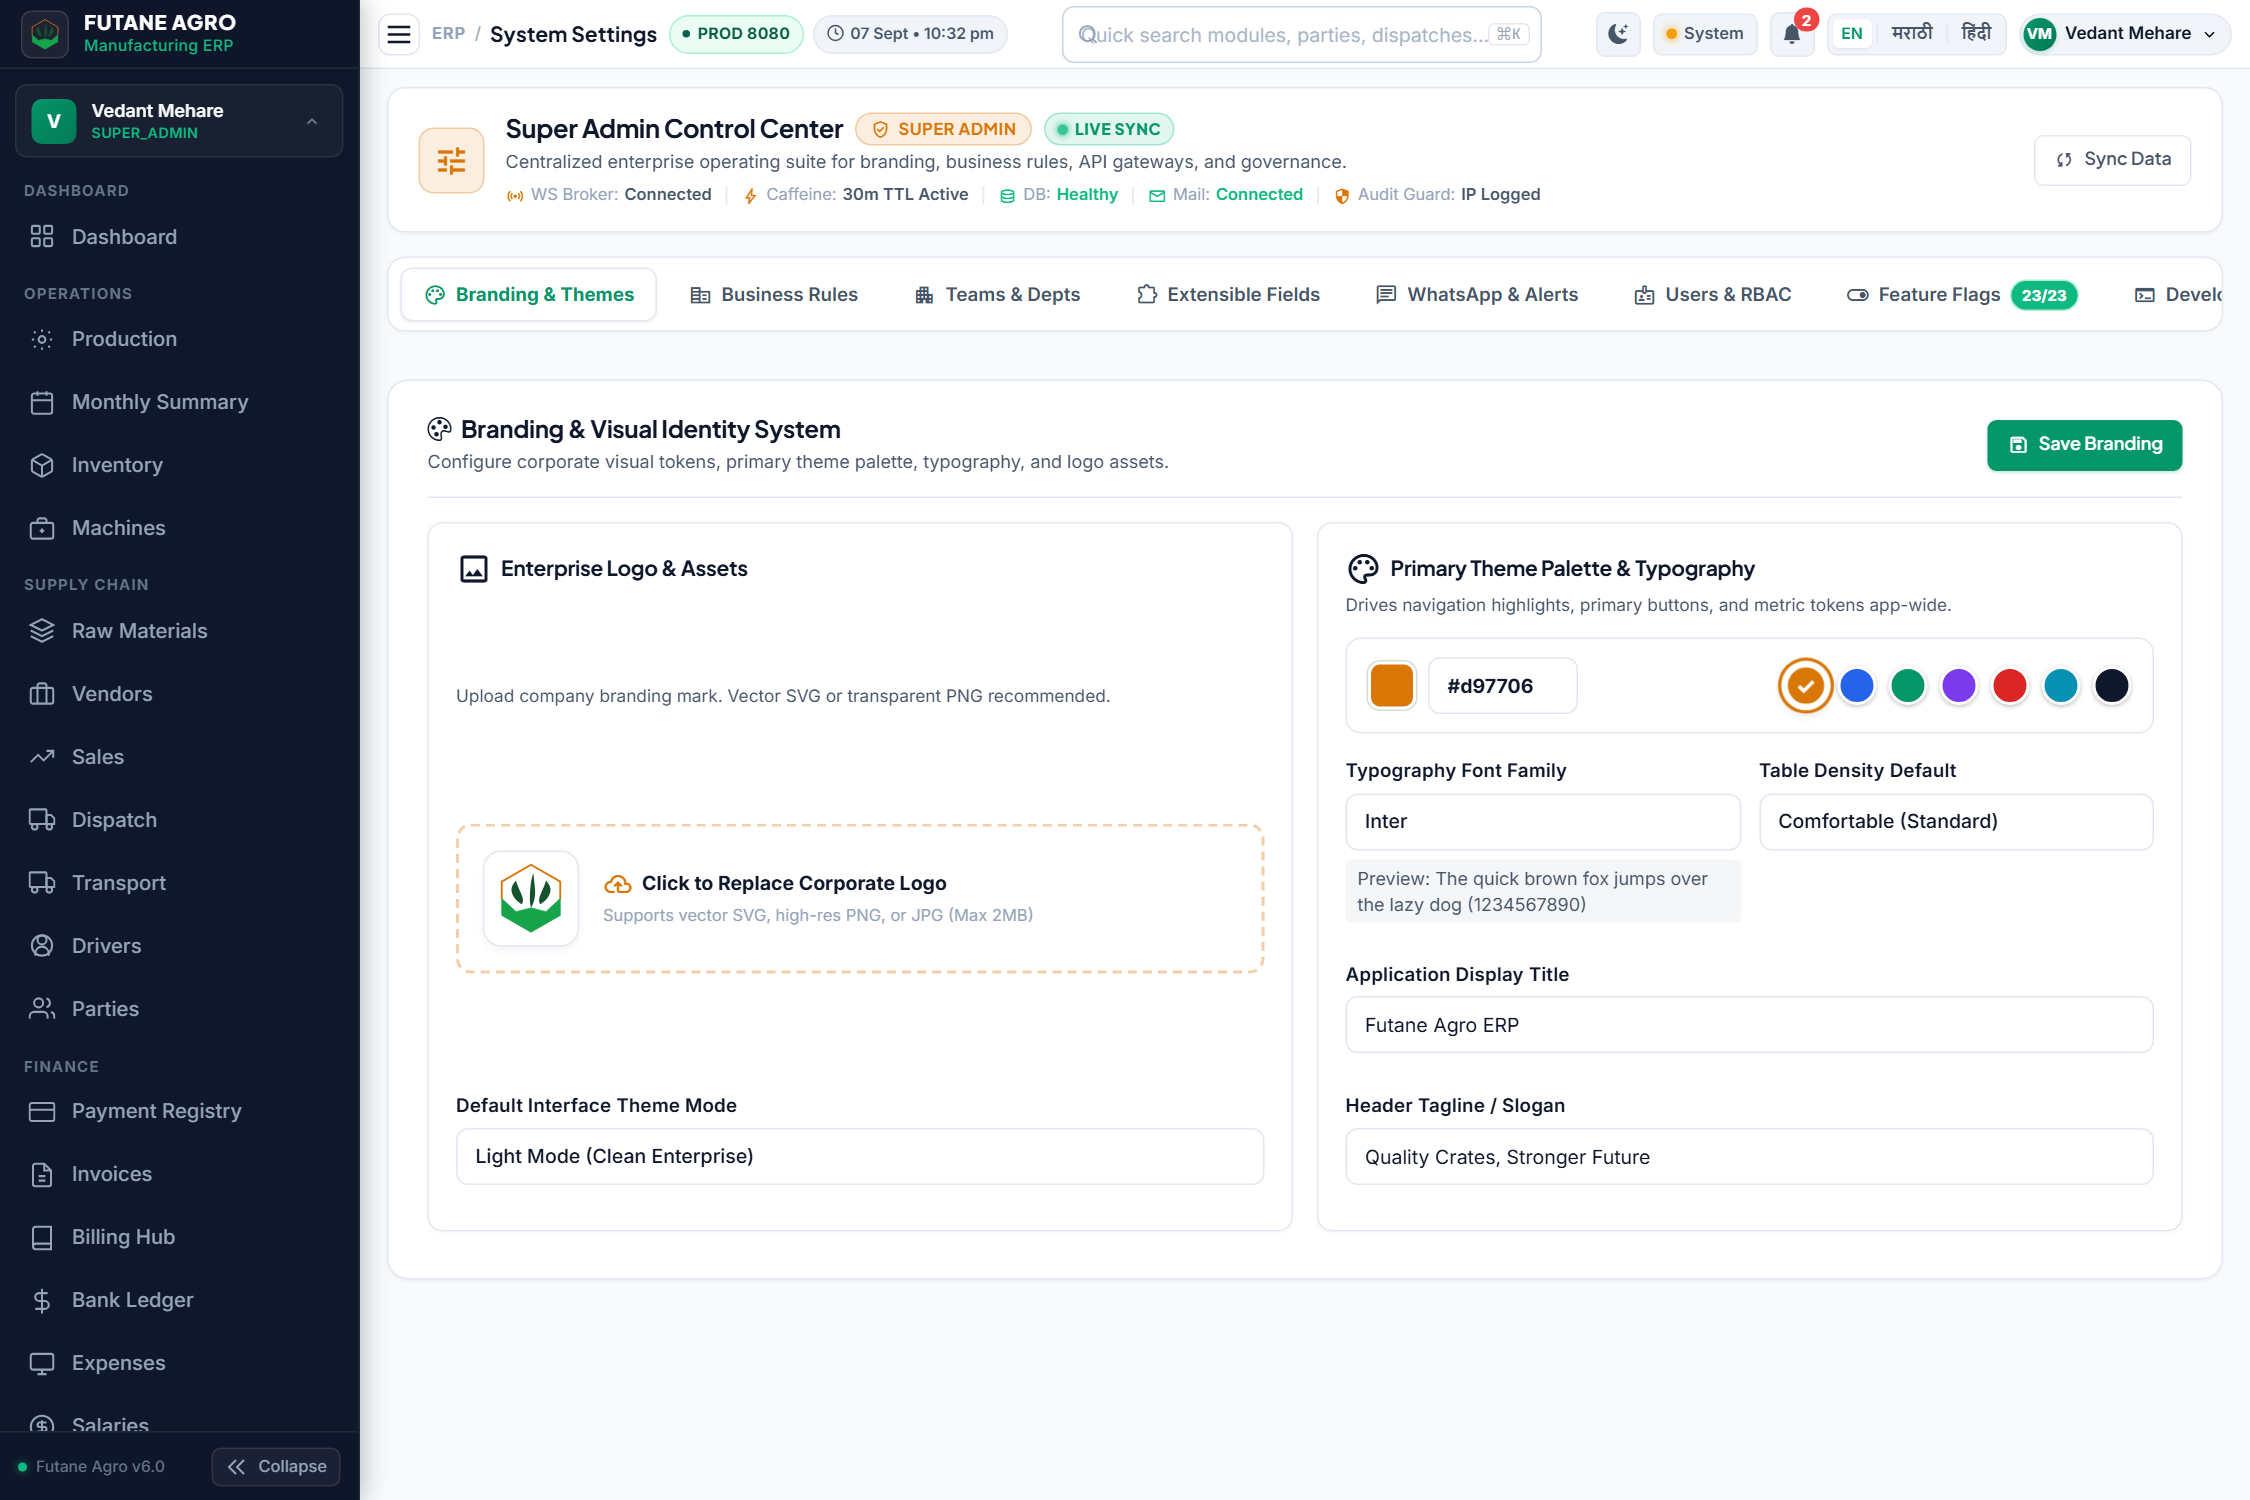 FUTANE AGRO
Manufacturing ERP
V
Vedant Mehare
SUPER_ADMIN
DASHBOARD
Dashboard
OPERATIONS
Production
Monthly Summary
Inventory
Machines
SUPPLY CHAIN
Raw Materials
Vendors
Sales
Dispatch
Transport
Drivers
Parties
FINANCE
Payment Registry
Invoices
Billing Hub
Bank Ledger
Expenses
Salaries
Futane Agro v6.0
Collapse
ERP / System Settings
PROD 8080
07 Sept • 10:32 pm
Quick search modules, parties, dispatches... ⌘K
System
2
EN मराठी हिंदी
VM Vedant Mehare
Super Admin Control Center
SUPER ADMIN
LIVE SYNC
Centralized enterprise operating suite for branding, business rules, API gateways, and governance.
WS Broker: Connected
Caffeine: 30m TTL Active
DB: Healthy
Mail: Connected
Audit Guard: IP Logged
Sync Data
Branding & Themes
Business Rules
Teams & Depts
Extensible Fields
WhatsApp & Alerts
Users & RBAC
Feature Flags 23/23
Develo
Branding & Visual Identity System
Configure corporate visual tokens, primary theme palette, typography, and logo assets.
Save Branding
Enterprise Logo & Assets
Upload company branding mark. Vector SVG or transparent PNG recommended.
Click to Replace Corporate Logo
Supports vector SVG, high-res PNG, or JPG (Max 2MB)
Default Interface Theme Mode
Light Mode (Clean Enterprise)
Primary Theme Palette & Typography
Drives navigation highlights, primary buttons, and metric tokens app-wide.
#d97706
Typography Font Family
Inter
Preview: The quick brown fox jumps over
the lazy dog (1234567890)
Table Density Default
Comfortable (Standard)
Application Display Title
Futane Agro ERP
Header Tagline / Slogan
Quality Crates, Stronger Future